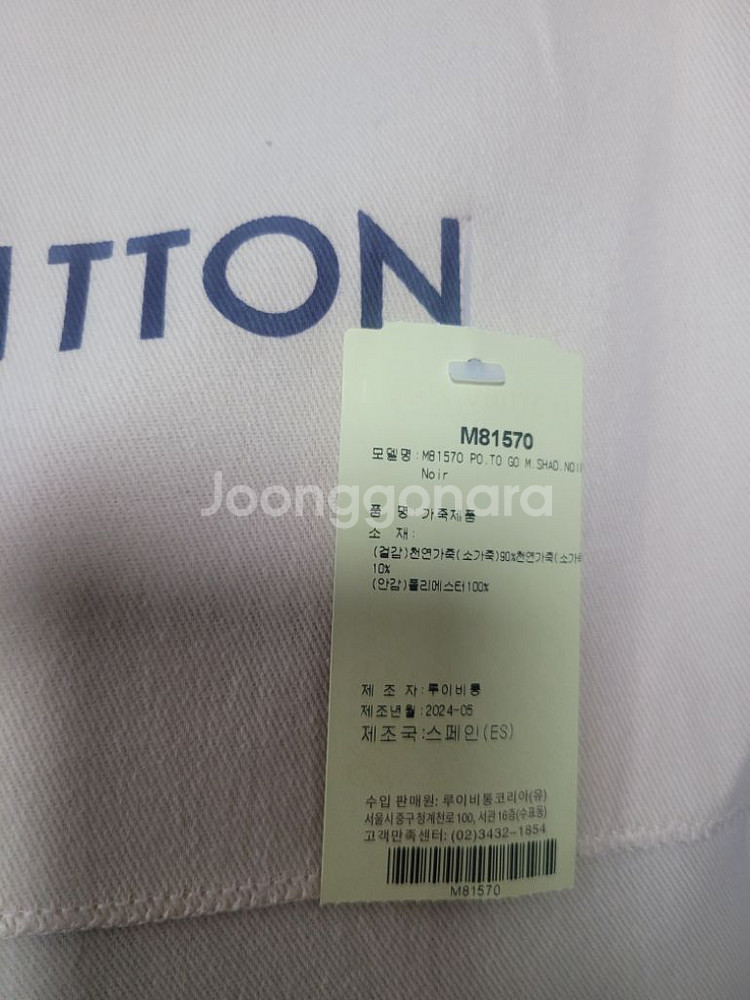 TTON
M81570
모델명:M81570 PO.TO GO M.SHAD.NOI
Noir
Joonggonara
품 명 가죽제품
소 재:
(겉감)천연가죽(소가죽)90%천연가죽(소가죽
10%
(안감)폴리에스터100%
제 조 자:루이비통
제조년월:2024-05
제조국:스페인(ES)
수입 판매원: 루이비통코리아(유)
서울시중구청계천로100, 서관16층(수표동)
고객만족센터: (02)3432-1854
M81570